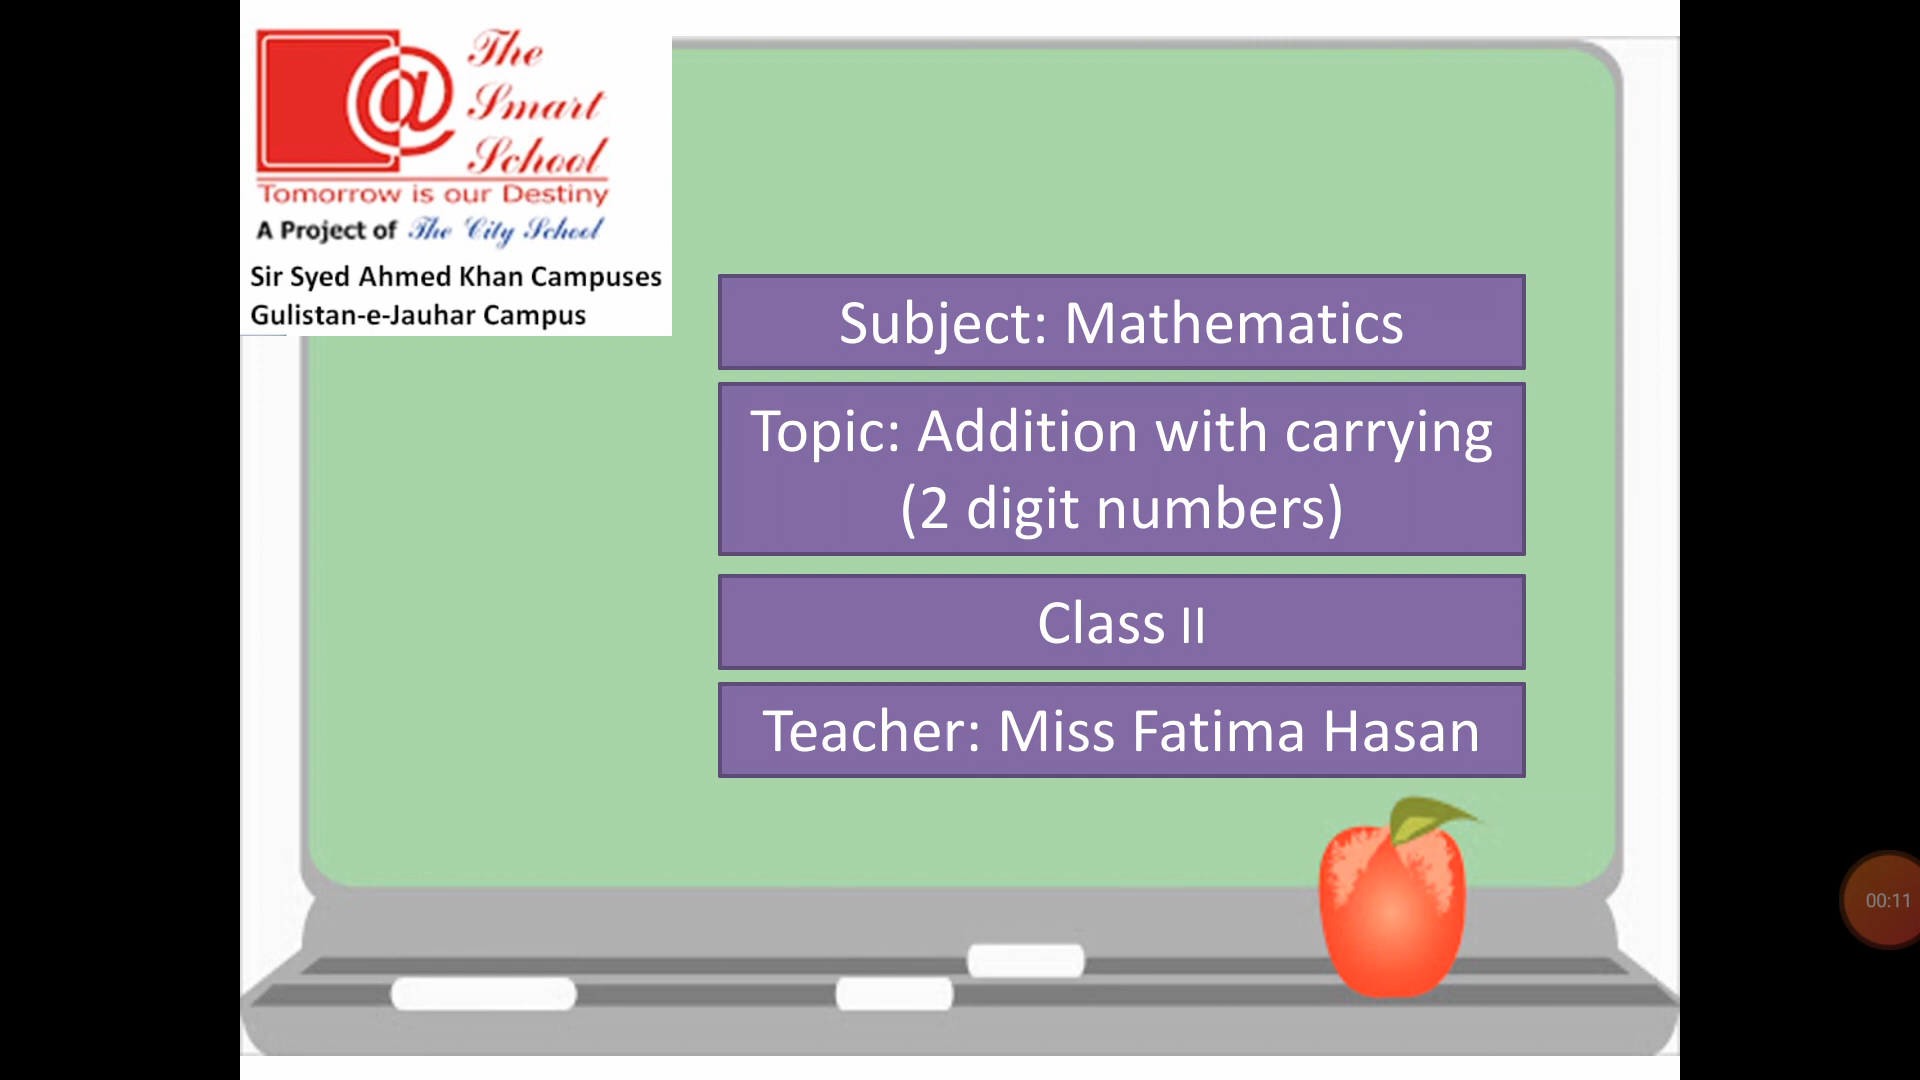 The
Smart
School
Tomorrow is our Destiny
A Project of The City School
Sir Syed Ahmed Khan Campuses
Gulistan-e-Jauhar Campus
Subject: Mathematics
Topic: Addition with carrying
(2 digit numbers)
Class II
Teacher: Miss Fatima Hasan
00:11